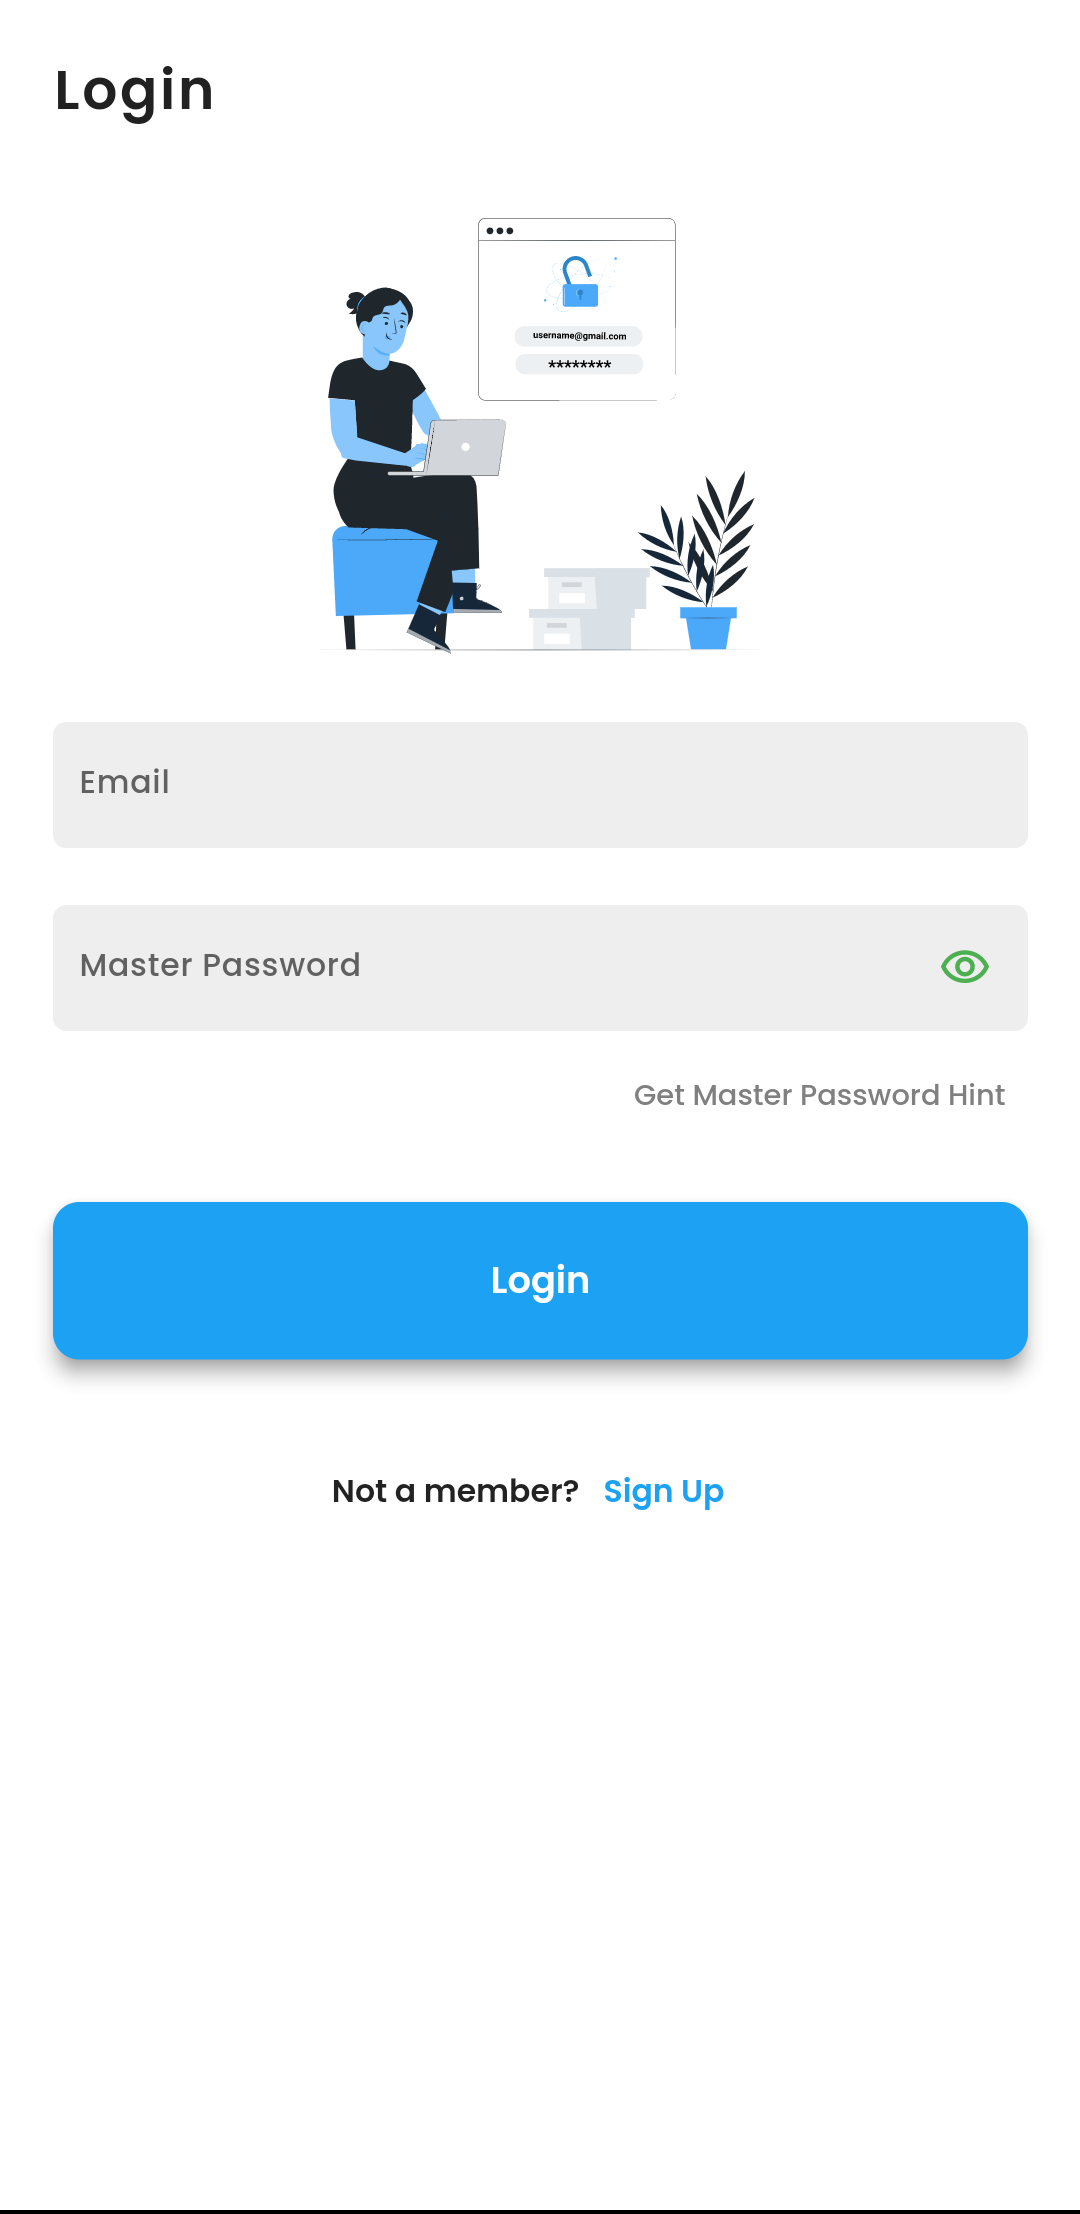 Login
username@gmail.com
********
Email
Master Password
Get Master Password Hint
Login
Not a member? Sign Up